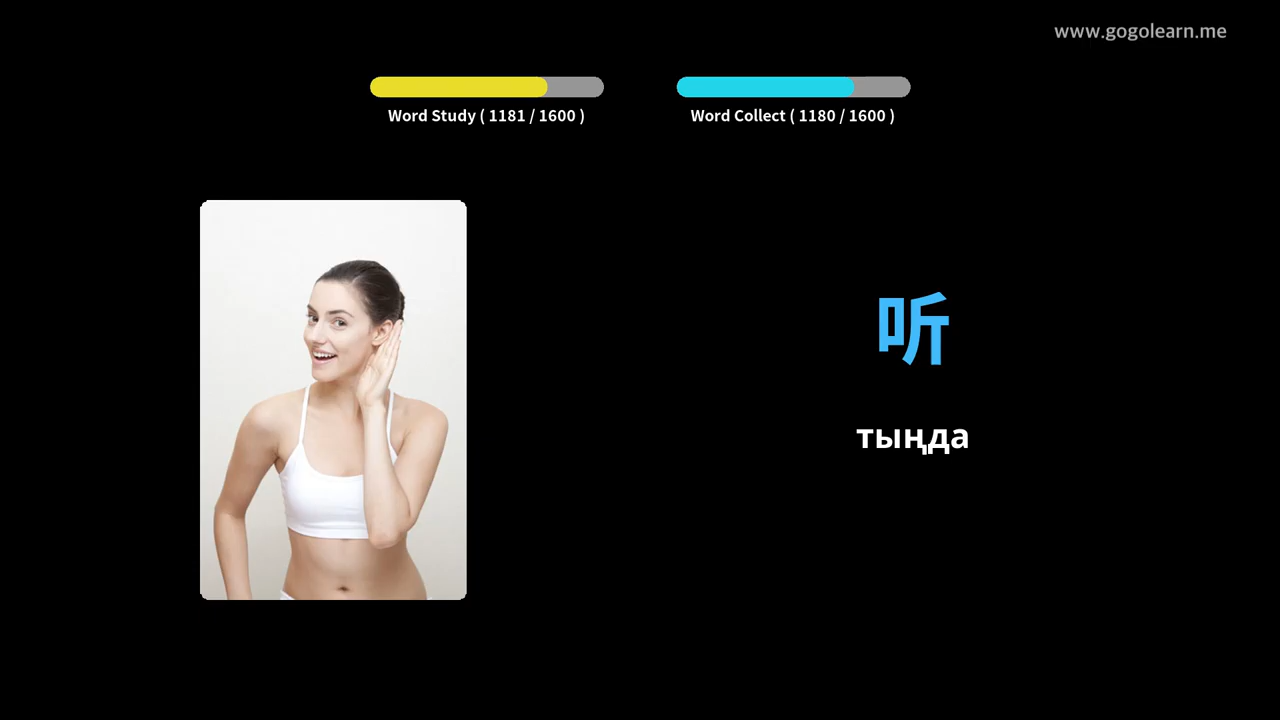 www.gogolearn.me
Word Study ( 1181 / 1600 )
Word Collect ( 1180 / 1600 )
听
тыңда